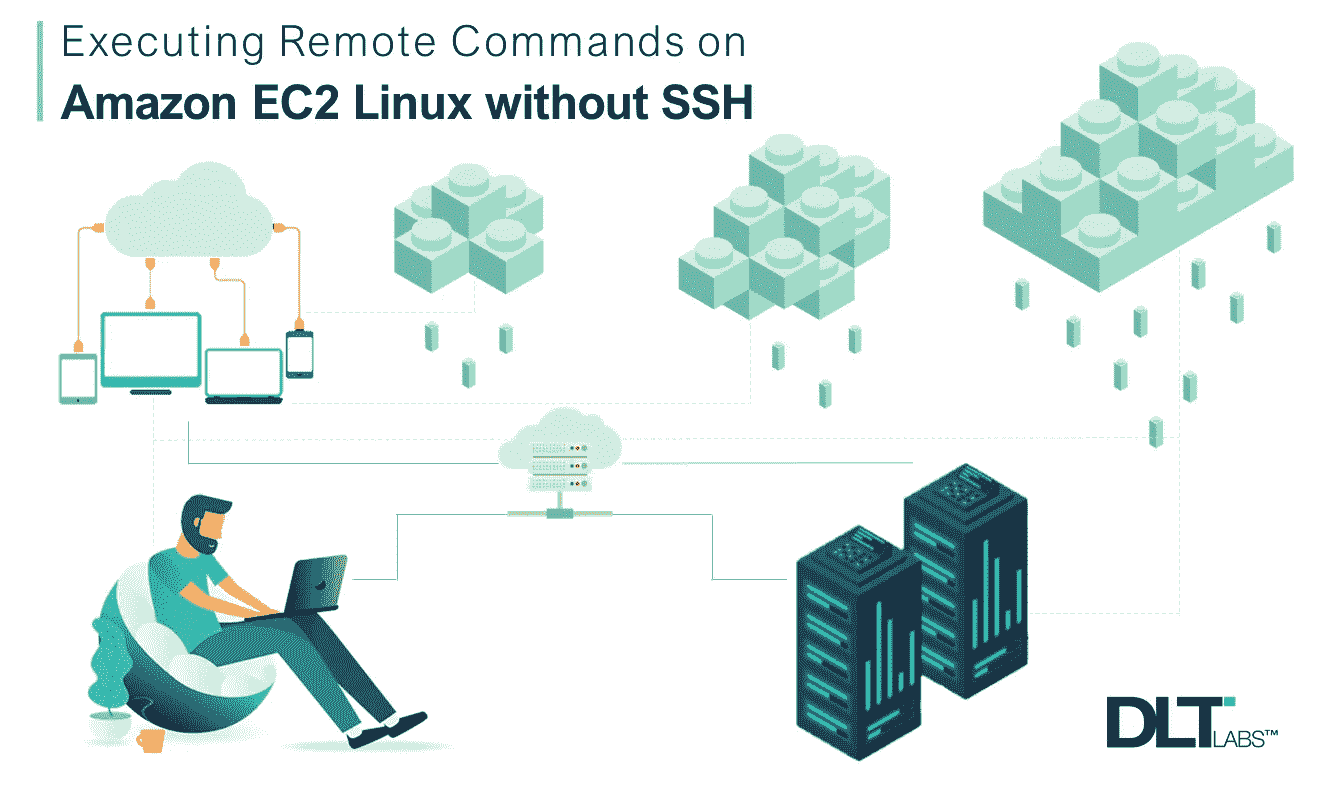 Executing Remote Commands on
Amazon EC2 Linux without SSH
DLT LABS™